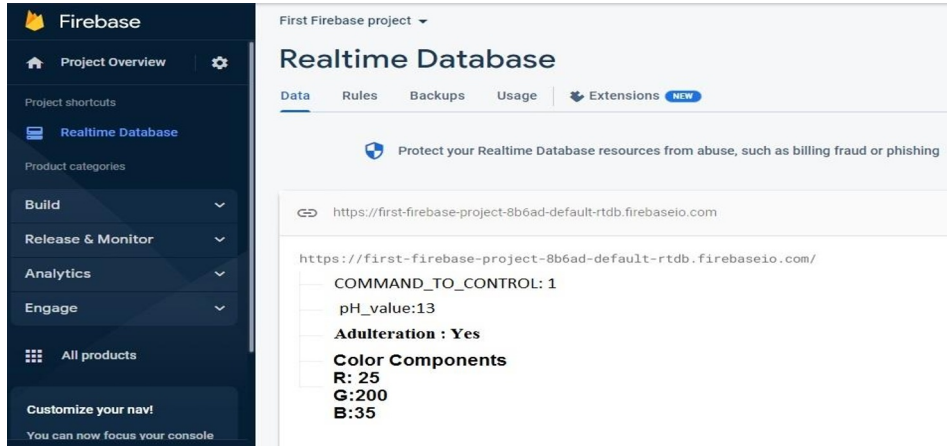 Firebase
Project Overview
Project shortcuts
Realtime Database
Product categories
Build
Release & Monitor
Analytics
Engage
All products
Customize your nav!
You can now focus your console
First Firebase project
Realtime Database
Data Rules Backups Usage Extensions NEW
Protect your Realtime Database resources from abuse, such as billing fraud or phishing
https://first-firebase-project-8b6ad-default-rtdb.firebaseio.com
https://first-firebase-project-8b6ad-default-rtdb.firebaseio.com/
COMMAND_TO_CONTROL: 1
pH_value:13
Adulteration : Yes
Color Components
R: 25
G:200
B:35